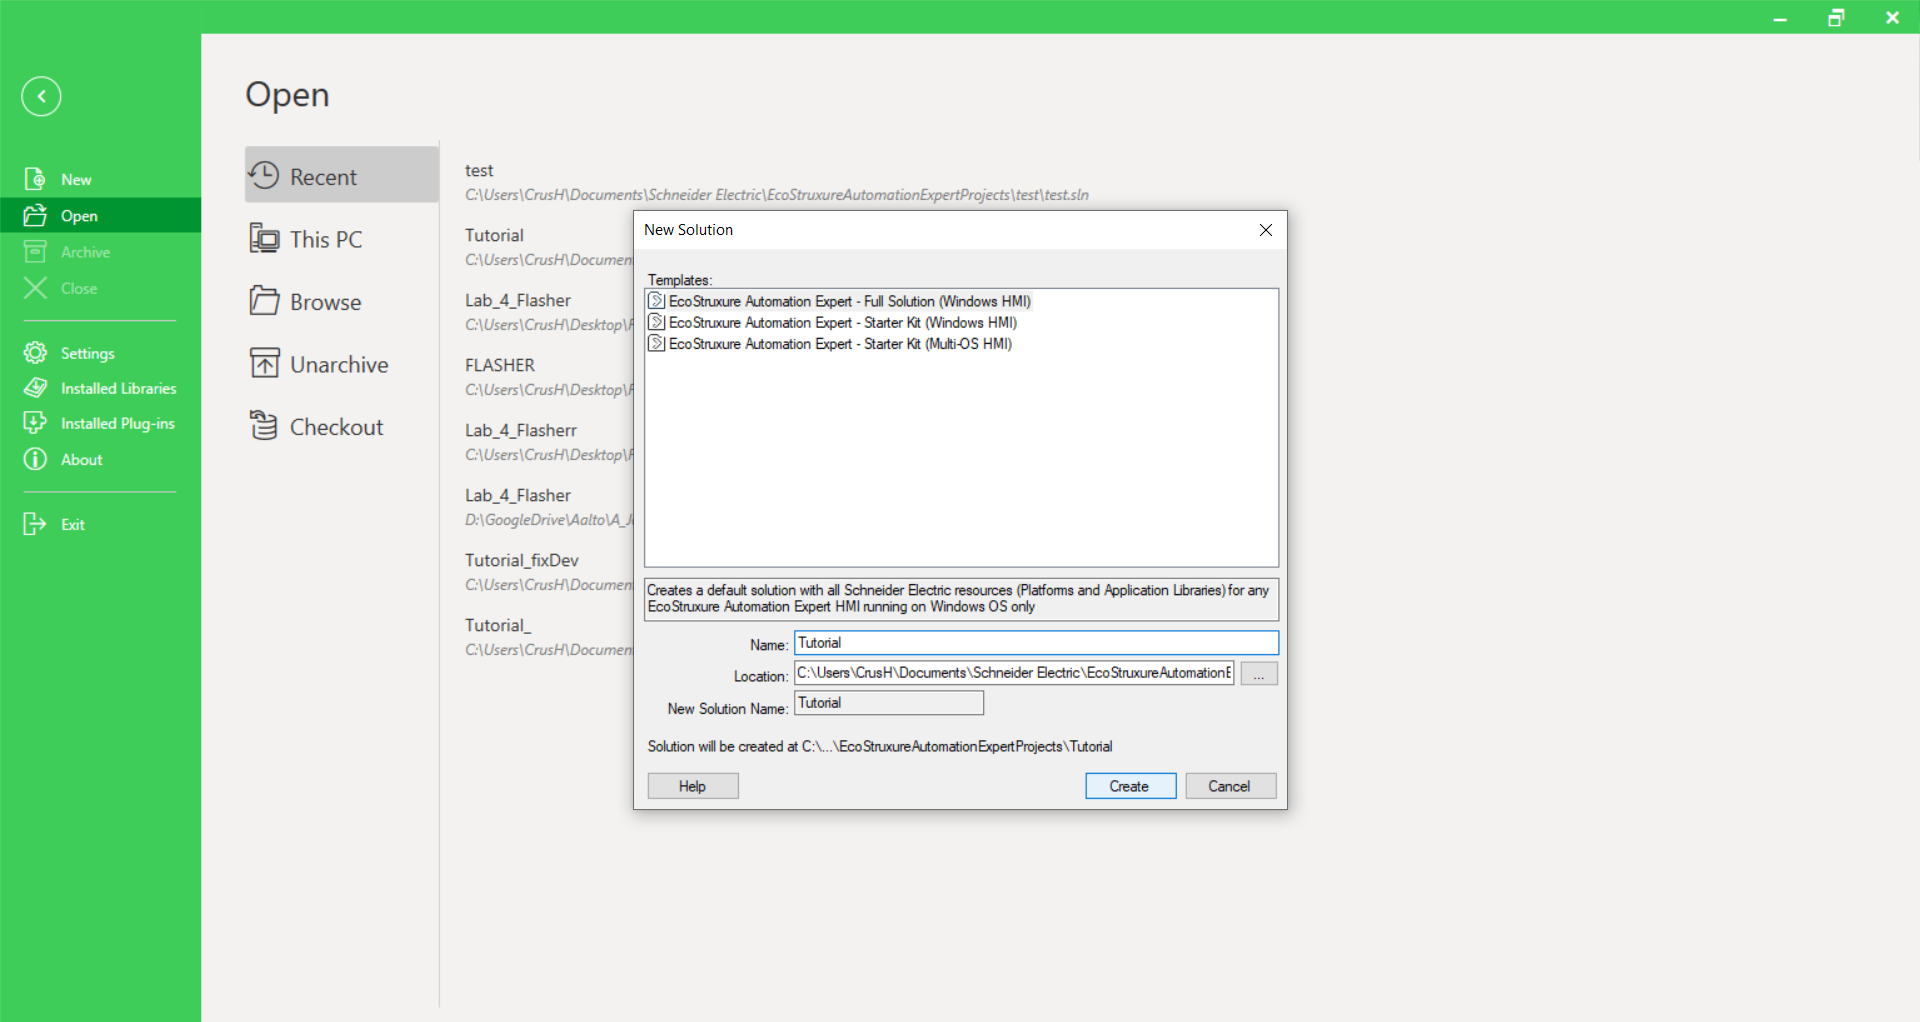 Open
New
Open
Archive
Close
Settings
Installed Libraries
Installed Plug-ins
About
Exit
Recent
This PC
Browse
Unarchive
Checkout
test
C:\Users\CrusH\Documents\Schneider Electric\EcoStruxureAutomationExpertProjects\test\test.sln
Tutorial
C:\Users\CrusH\Documen
Lab_4_Flasher
C:\Users\CrusH\Desktop\F
FLASHER
C:\Users\CrusH\Desktop\F
Lab_4_Flasherr
C:\Users\CrusH\Desktop\F
Lab_4_Flasher
D:\GoogleDrive\Aalto\A_J
Tutorial_fixDev
C:\Users\CrusH\Documen
Tutorial_
C:\Users\CrusH\Documen
New Solution
Templates:
EcoStruxure Automation Expert - Full Solution (Windows HMI)
EcoStruxure Automation Expert - Starter Kit (Windows HMI)
EcoStruxure Automation Expert - Starter Kit (Multi-OS HMI)
Creates a default solution with all Schneider Electric resources (Platforms and Application Libraries) for any
EcoStruxure Automation Expert HMI running on Windows OS only
Name: Tutorial
Location: C:\Users\CrusH\Documents\Schneider Electric\EcoStruxureAutomationE ...
New Solution Name: Tutorial
Solution will be created at C:\...\EcoStruxureAutomationExpertProjects\Tutorial
Help Create Cancel